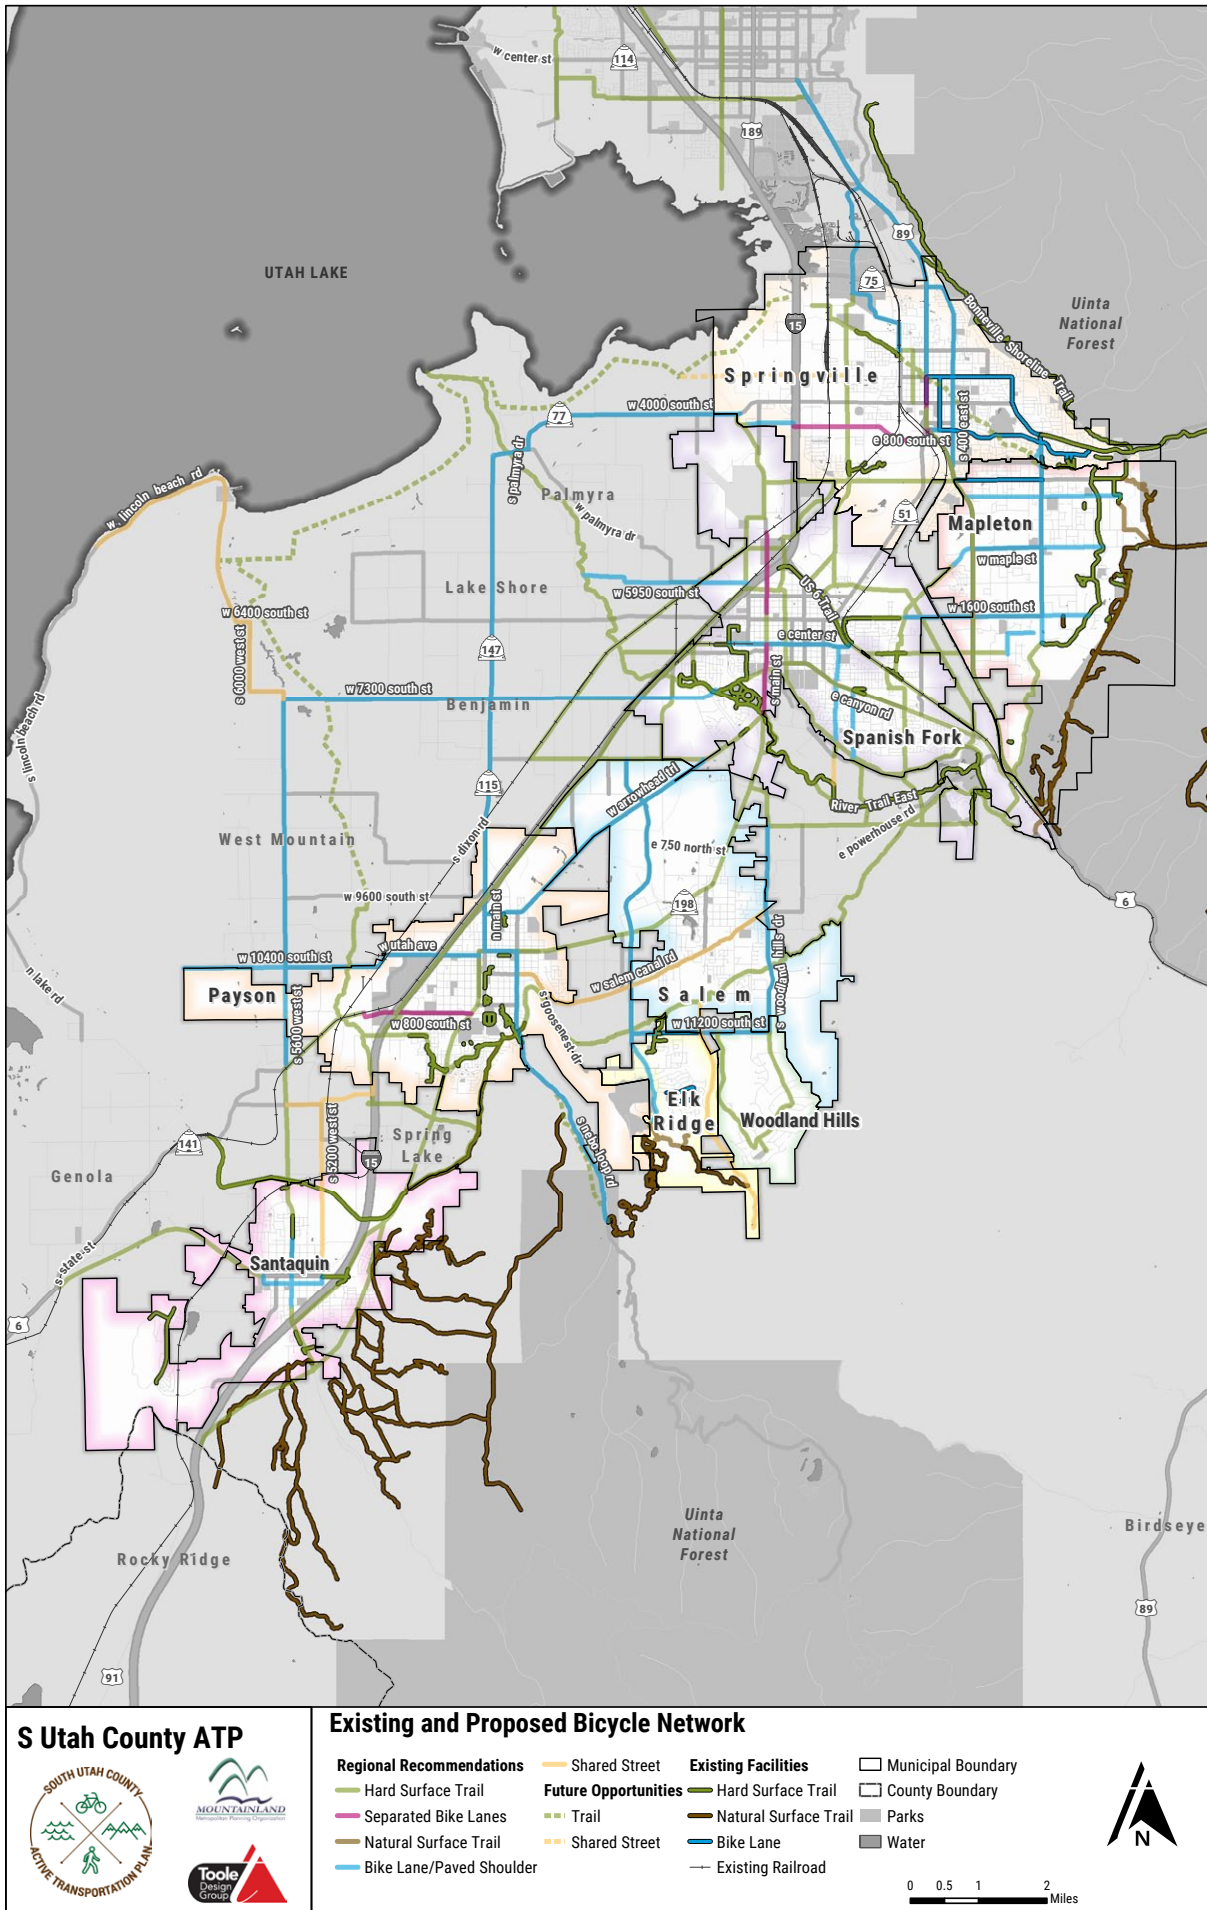 w center st
114
189
89
UTAH LAKE
75
Uinta
National
Forest
15
Bonneville Shoreline Trail
Springville
w 4000 south st
77
e 800 south st
s 400 east st
s palmyra dr
w lincoln beach rd
Palmyra
w palmyra dr
51
Mapleton
w maple st
Lake Shore
w 5950 south st
US 6 Trail
w 6400 south st
w 1600 south st
e center st
147
s 6000 west st
w 7300 south st
s main st
Benjamin
e canyon rd
s lincoln beach rd
Spanish Fork
115
w arrowhead trl
River Trail East
e powerhouse rd
West Mountain
s dixon rd
e 750 north st
w 9600 south st
198
6
n main st
w utah ave
w 10400 south st
s woodland hills dr
w salem canal rd
n lake rd
Payson
Salem
s goosenest dr
w 800 south st
w 11200 south st
s 5600 west st
Elk
Ridge
Woodland Hills
s 5200 west st
Spring
Lake
s nebo loop rd
141
15
Genola
s state st
Santaquin
6
Uinta
National
Forest
Birdseye
Rocky Ridge
89
91
S Utah County ATP
SOUTH UTAH COUNTY
ACTIVE TRANSPORTATION PLAN
MOUNTAINLAND
Metropolitan Planning Organization
Toole
Design
Group
Existing and Proposed Bicycle Network
Regional Recommendations
Hard Surface Trail
Separated Bike Lanes
Natural Surface Trail
Bike Lane/Paved Shoulder
Shared Street
Future Opportunities
Trail
Shared Street
Existing Facilities
Hard Surface Trail
Natural Surface Trail
Bike Lane
Existing Railroad
Municipal Boundary
County Boundary
Parks
Water
N
0 0.5 1 2
Miles